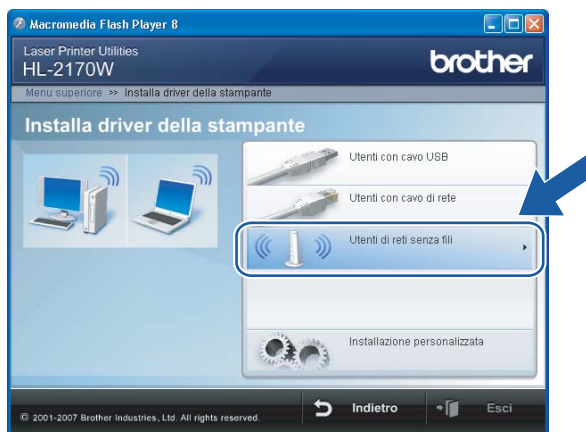 Macromedia Flash Player 8
Laser Printer Utilities
HL-2170W
brother
Menu superiore >> Installa driver della stampante
Installa driver della stampante
Utenti con cavo USB
Utenti con cavo di rete
Utenti di reti senza fili
Installazione personalizzata
© 2001-2007 Brother Industries, Ltd. All rights reserved.
Indietro
Esci